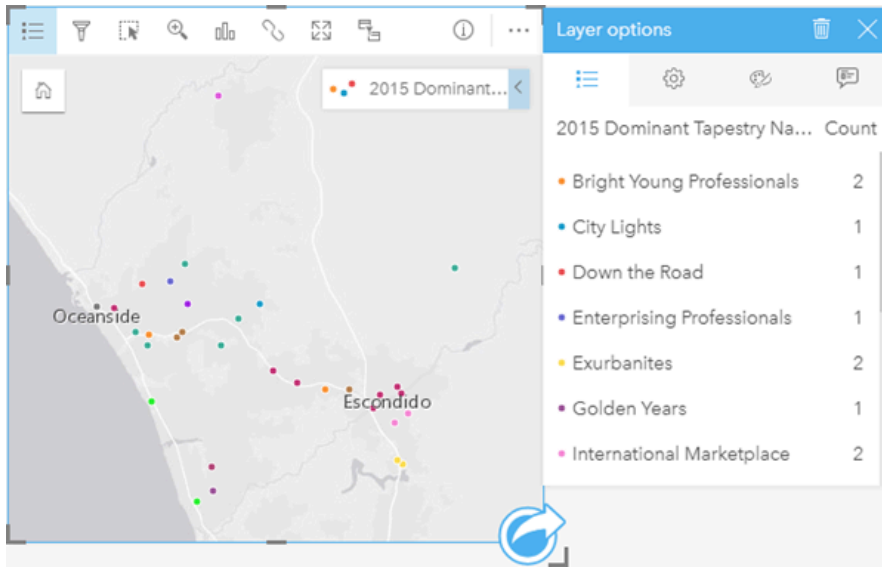 Layer options
2015 Dominant...
2015 Dominant Tapestry Na... Count
Bright Young Professionals 2
City Lights 1
Down the Road 1
Enterprising Professionals 1
Exurbanites 2
Golden Years 1
International Marketplace 2
Oceanside
Escondido